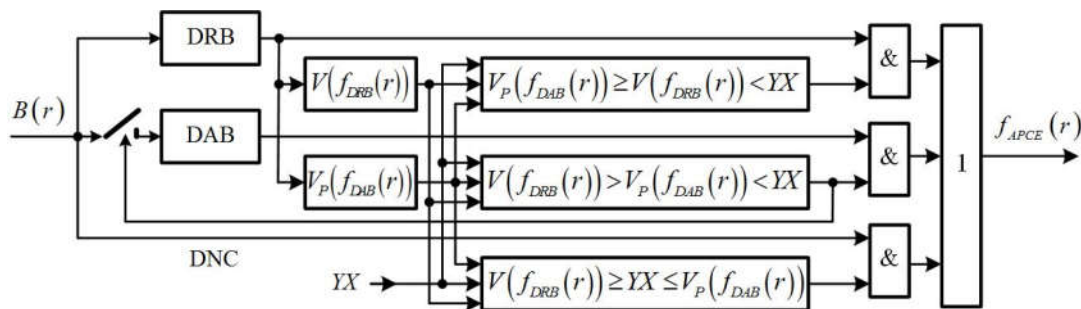 DRB
&
V(f_DRB(r))
V_P(f_DAB(r)) ≥ V(f_DRB(r)) < YX
B(r)
DAB
&
1
f_APCE(r)
V_P(f_DAB(r))
V(f_DRB(r)) > V_P(f_DAB(r)) < YX
DNC
&
YX
V(f_DRB(r)) ≥ YX ≤ V_P(f_DAB(r))